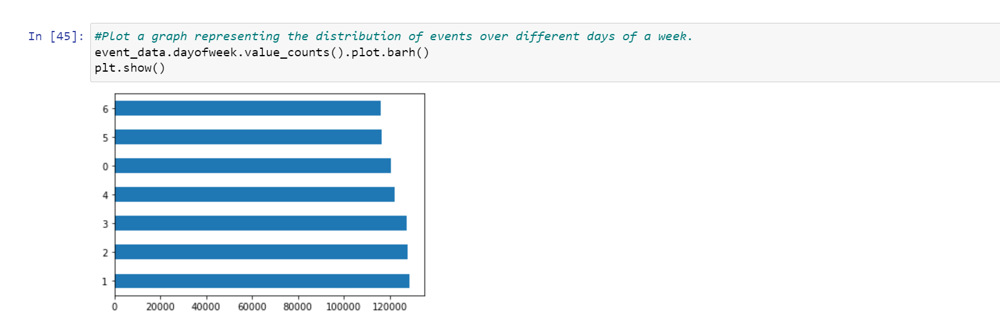 In [45]: #Plot a graph representing the distribution of events over different days of a week.
event_data.dayofweek.value_counts().plot.barh()
plt.show()
6
5
0
4
3
2
1
0 20000 40000 60000 80000 100000 120000